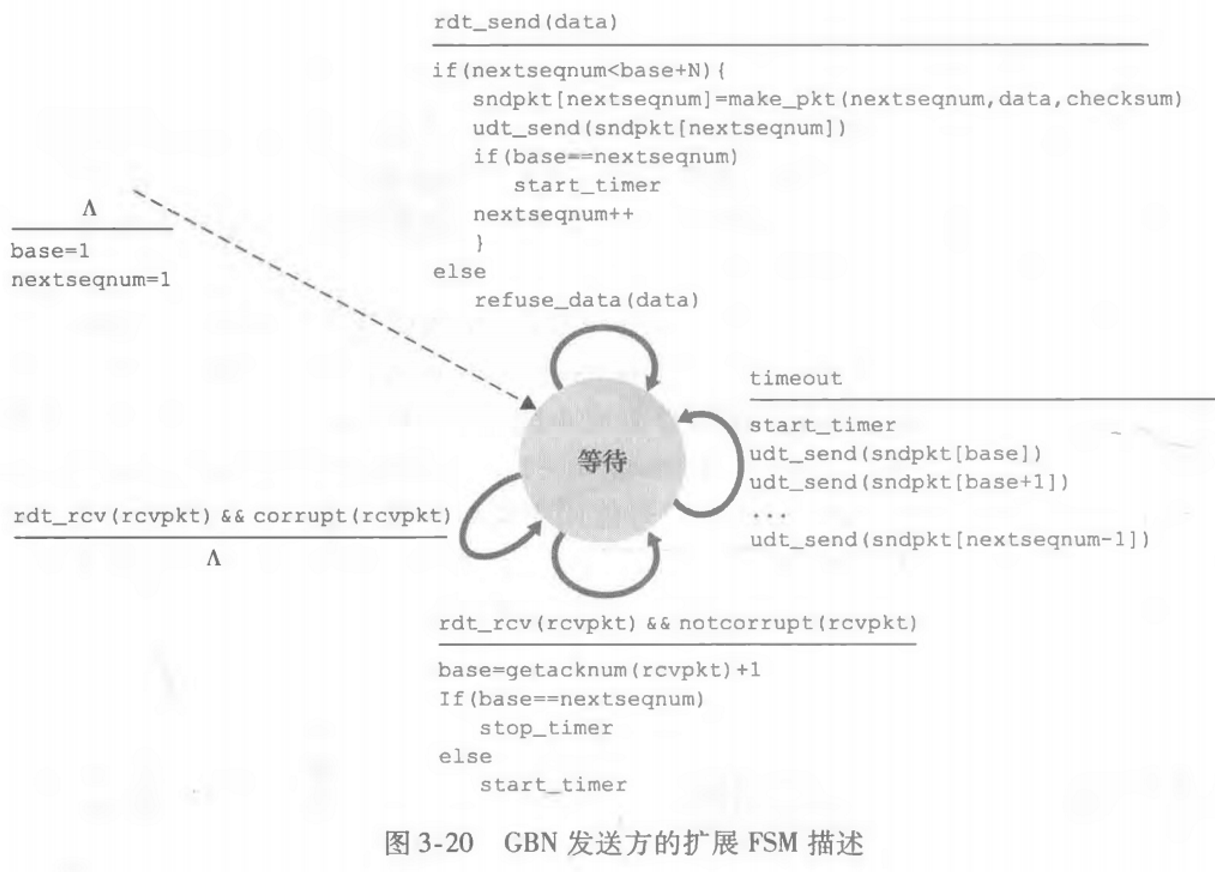 rdt_send(data)
if(nextseqnum<base+N){
sndpkt[nextseqnum]=make_pkt(nextseqnum,data,checksum)
udt_send(sndpkt[nextseqnum])
if(base==nextseqnum)
start_timer
nextseqnum++
}
else
refuse_data(data)
Λ
base=1
nextseqnum=1
等待
timeout
start_timer
udt_send(sndpkt[base])
udt_send(sndpkt[base+1])
...
udt_send(sndpkt[nextseqnum-1])
rdt_rcv(rcvpkt) && corrupt(rcvpkt)
Λ
rdt_rcv(rcvpkt) && notcorrupt(rcvpkt)
base=getacknum(rcvpkt)+1
If(base==nextseqnum)
stop_timer
else
start_timer
图 3-20 GBN 发送方的扩展 FSM 描述